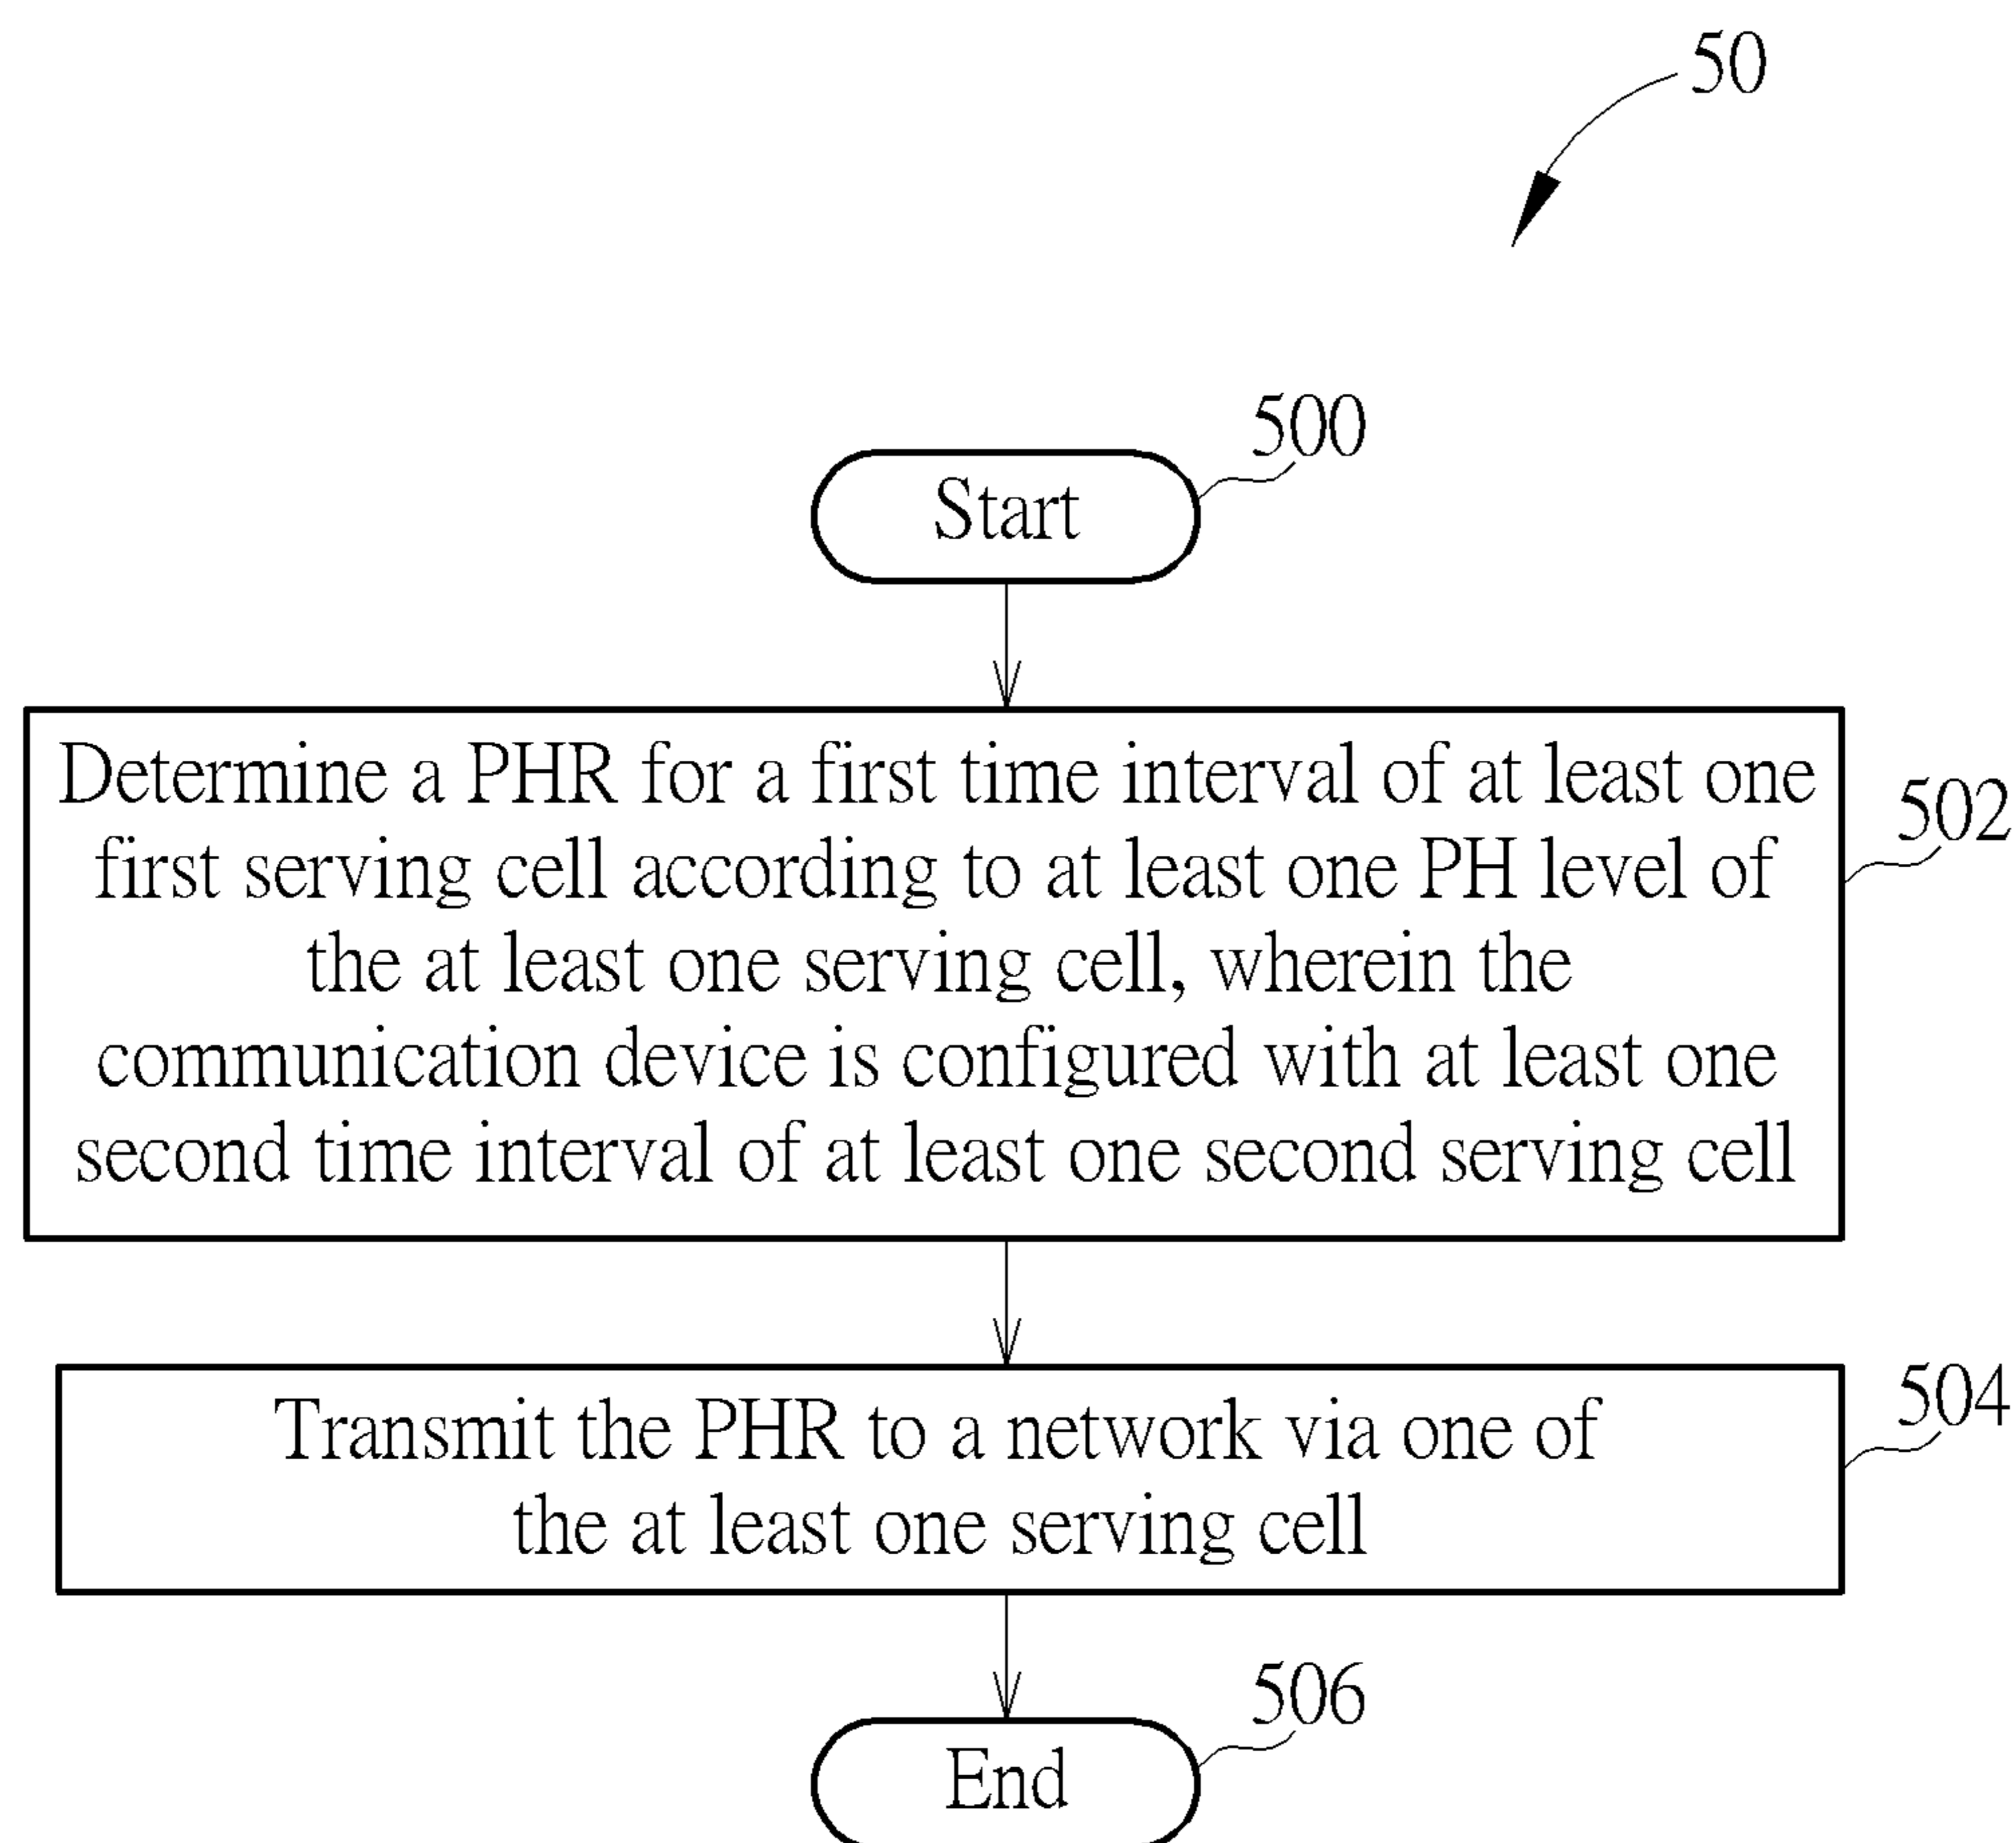 50
500
Start
Determine a PHR for a first time interval of at least one
first serving cell according to at least one PH level of
the at least one serving cell, wherein the
communication device is configured with at least one
second time interval of at least one second serving cell
502
Transmit the PHR to a network via one of
the at least one serving cell
504
506
End